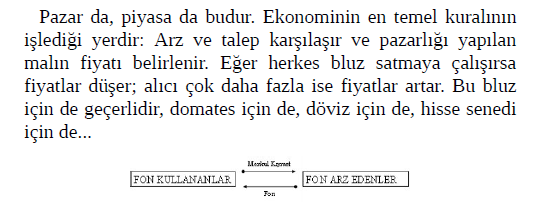 Pazar da, piyasa da budur. Ekonominin en temel kuralının
işlediği yerdir: Arz ve talep karşılaşır ve pazarlığı yapılan
malın fiyatı belirlenir. Eğer herkes bluz satmaya çalışırsa
fiyatlar düşer; alıcı çok daha fazla ise fiyatlar artar. Bu bluz
için de geçerlidir, domates için de, döviz için de, hisse senedi
için de...
Menkul Kıymet
FON KULLANANLAR
FON ARZ EDENLER
Fon